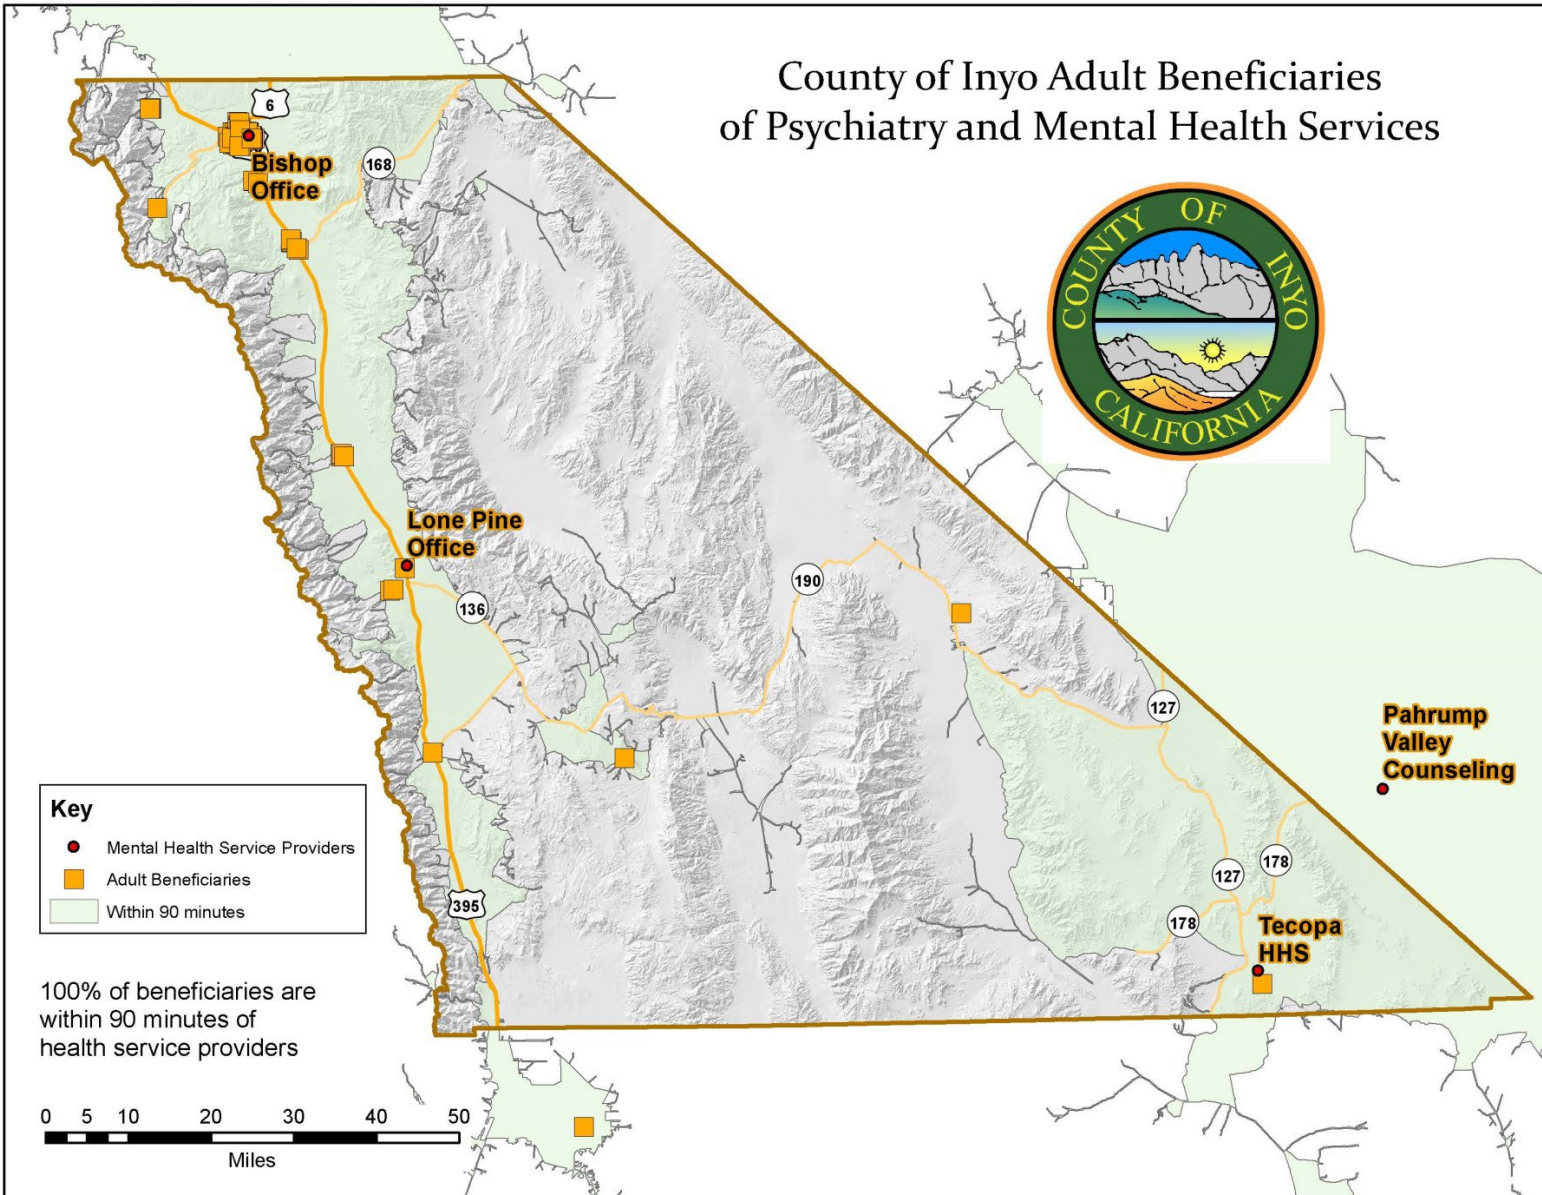 County of Inyo Adult Beneficiaries
of Psychiatry and Mental Health Services
COUNTY OF INYO
CALIFORNIA
6
Bishop
Office
168
Lone Pine
Office
136
190
127
Pahrump
Valley
Counseling
127
178
178
Tecopa
HHS
395
Key
Mental Health Service Providers
Adult Beneficiaries
Within 90 minutes
100% of beneficiaries are
within 90 minutes of
health service providers
0 5 10 20 30 40 50
Miles